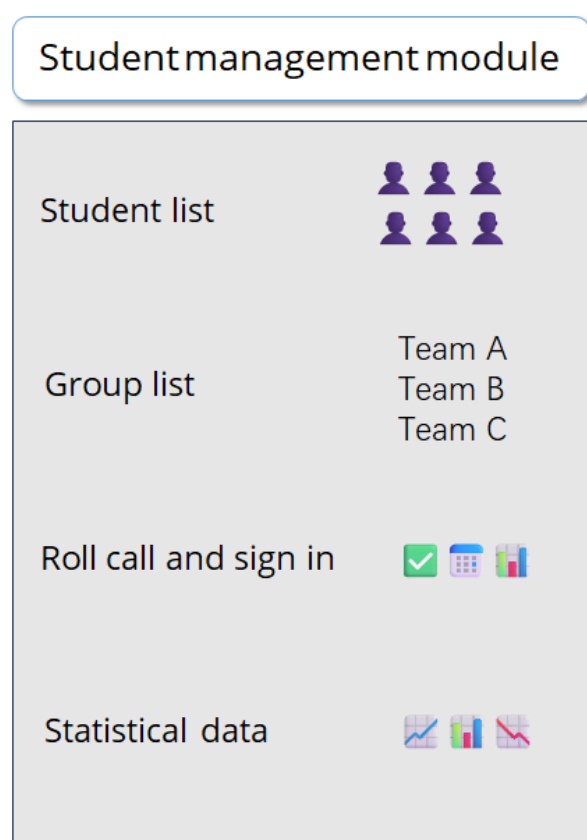 Student management module
Student list
Team A
Team B
Team C
Group list
Roll call and sign in
Statistical data